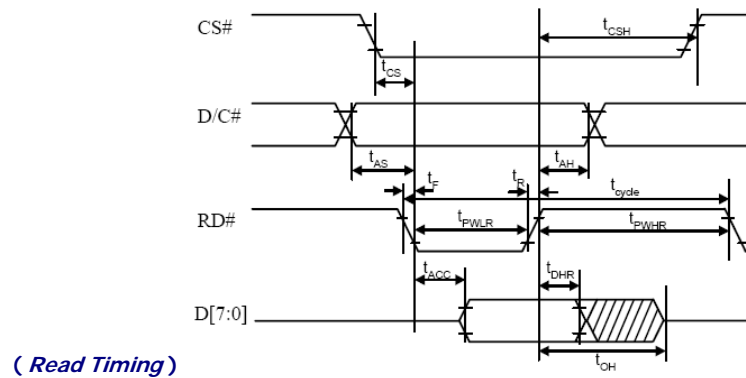 CS#
tCSH
tCS
D/C#
tAS
tAH
tF
tR
tcycle
RD#
tPWLR
tPWHR
tACC
tDHR
D[7:0]
tOH
( Read Timing )